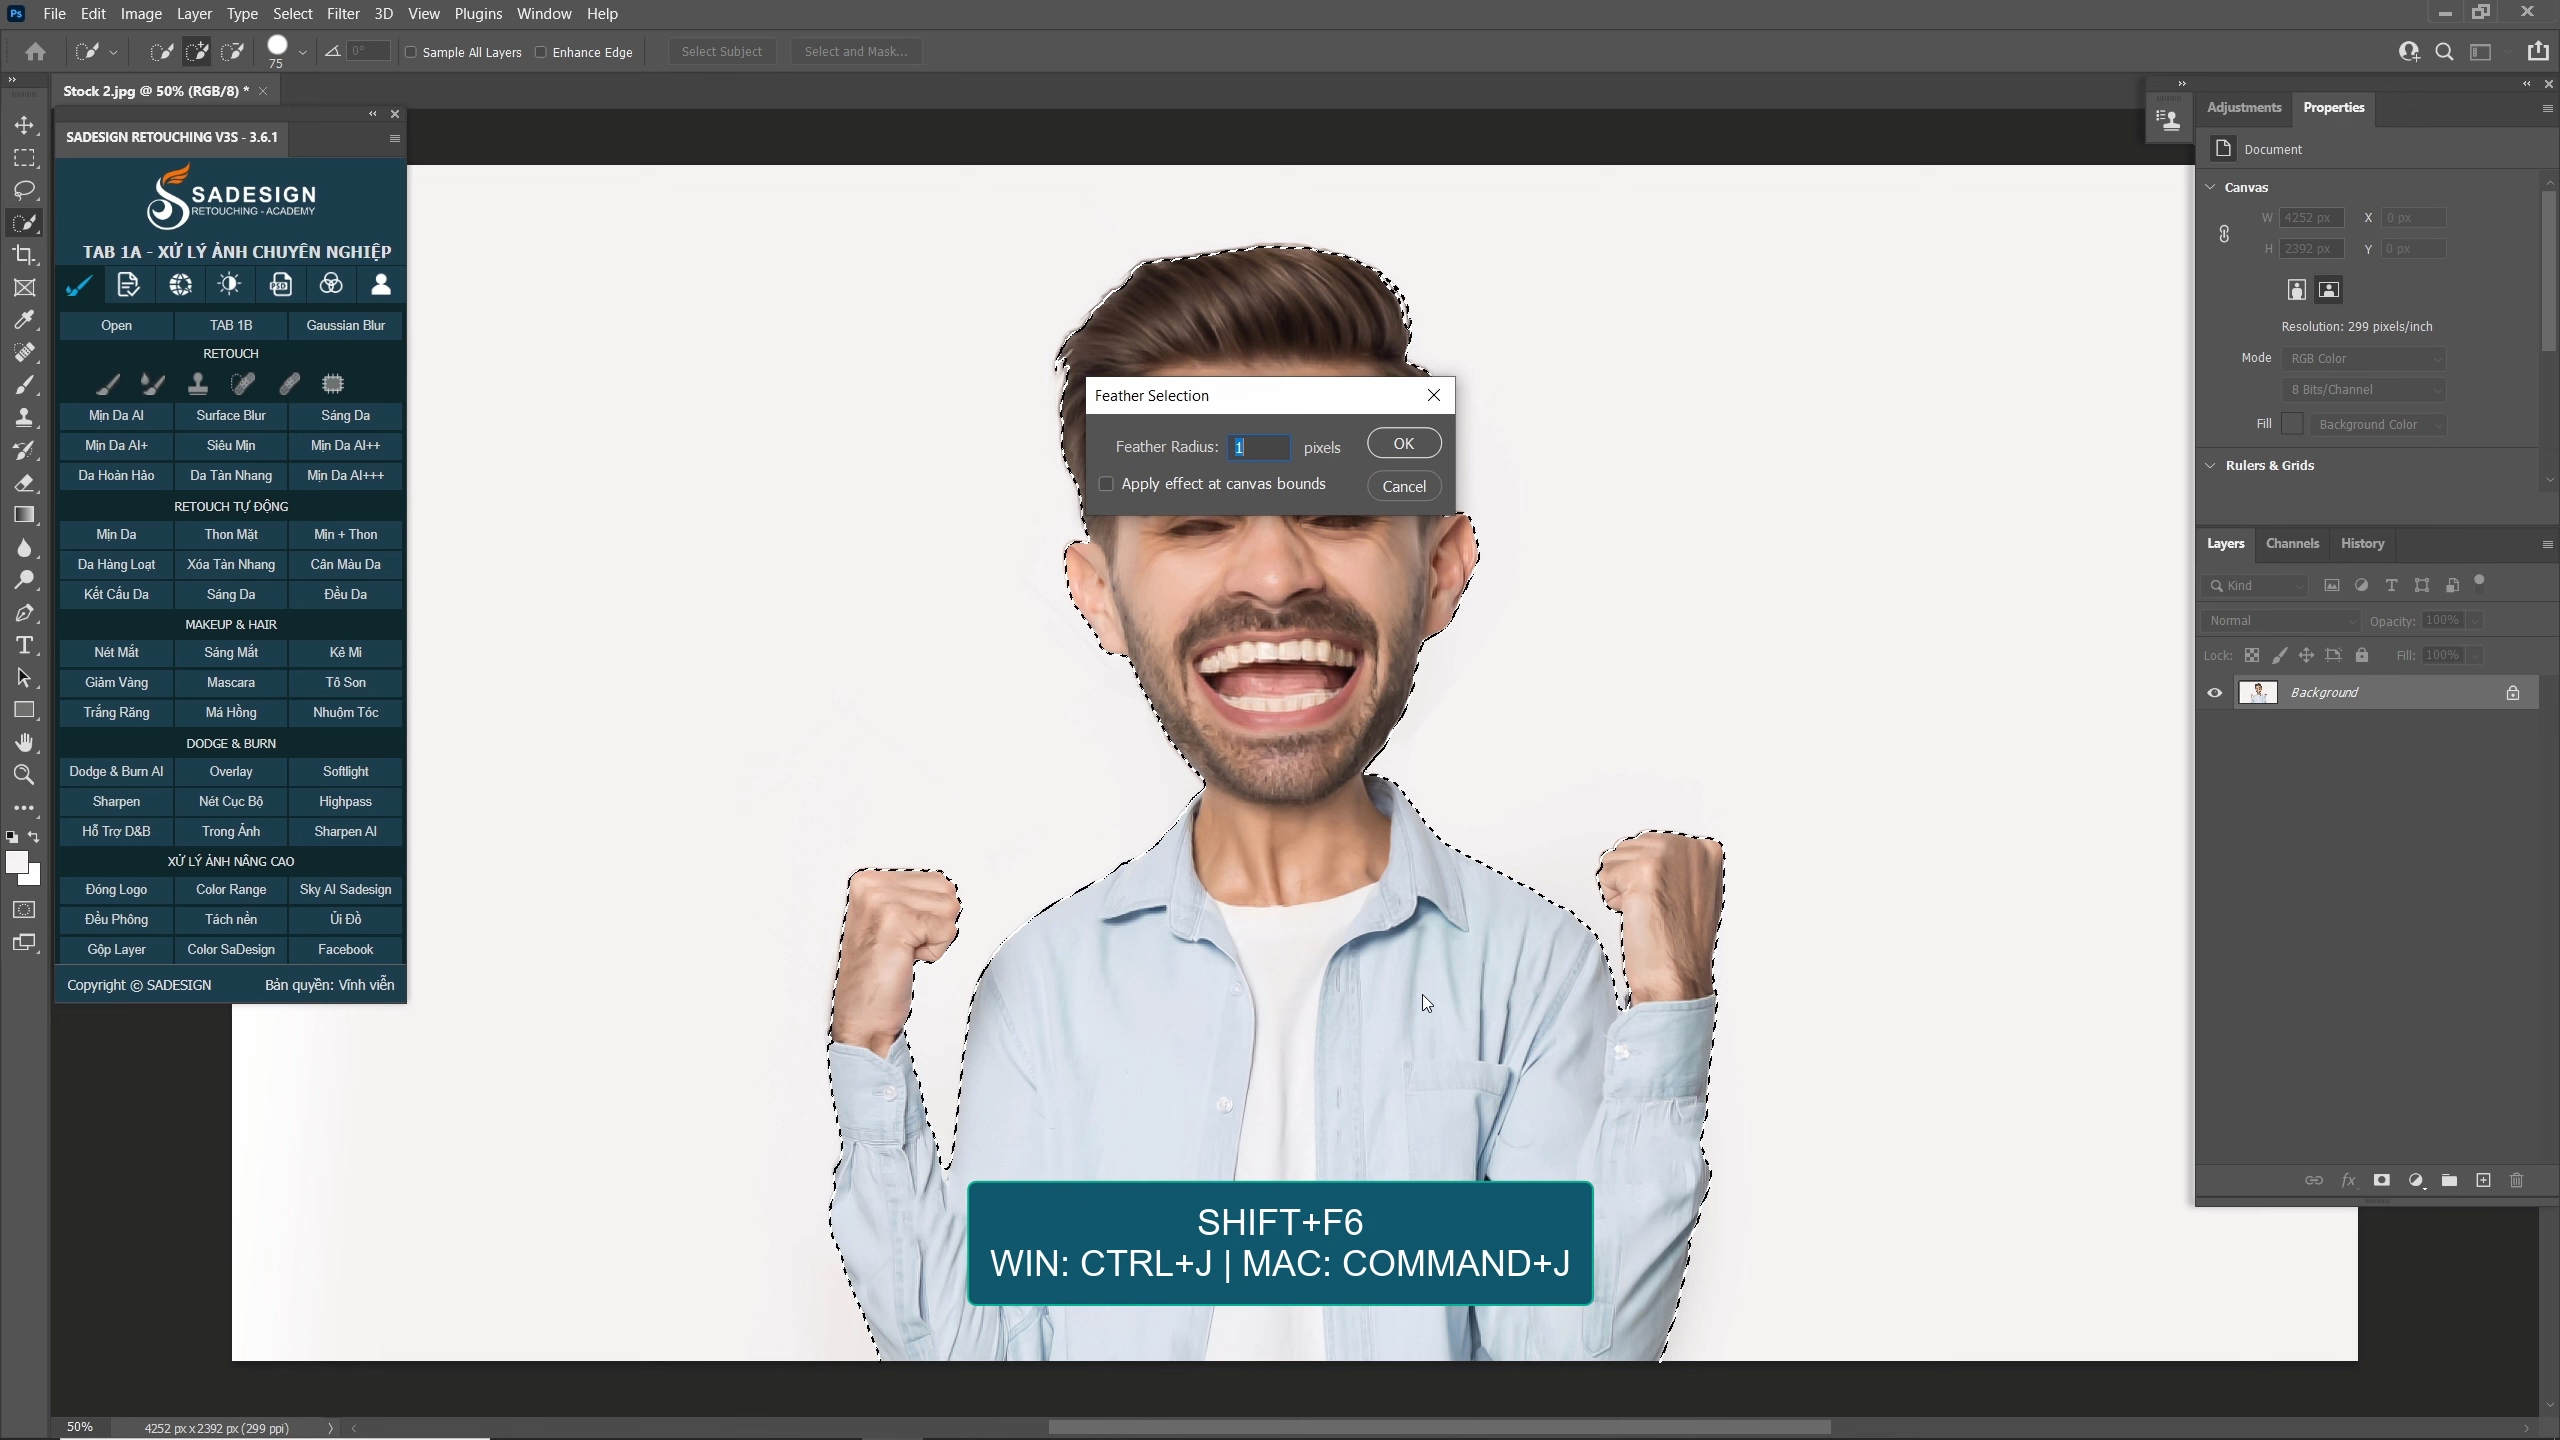 Ps File Edit Image Layer Type Select Filter 3D View Plugins Window Help
75 0° Sample All Layers Enhance Edge Select Subject Select and Mask...
Stock 2.jpg @ 50% (RGB/8) *
SADESIGN RETOUCHING V3S - 3.6.1
SADESIGN
RETOUCHING - ACADEMY
TAB 1A - XỬ LÝ ẢNH CHUYÊN NGHIỆP
PSD
Open TAB 1B Gaussian Blur
RETOUCH
Mịn Da AI Surface Blur Sáng Da
Mịn Da AI+ Siêu Mịn Mịn Da AI++
Da Hoàn Hảo Da Tàn Nhang Mịn Da AI+++
RETOUCH TỰ ĐỘNG
Mịn Da Thon Mặt Mịn + Thon
Da Hàng Loạt Xóa Tàn Nhang Cân Màu Da
Kết Cấu Da Sáng Da Đều Da
MAKEUP & HAIR
Nét Mắt Sáng Mắt Kẻ Mi
Giảm Vàng Mascara Tô Son
Trắng Răng Má Hồng Nhuộm Tóc
DODGE & BURN
Dodge & Burn AI Overlay Softlight
Sharpen Nét Cục Bộ Highpass
Hỗ Trợ D&B Trong Ảnh Sharpen AI
XỬ LÝ ẢNH NÂNG CAO
Đóng Logo Color Range Sky AI Sadesign
Đều Phông Tách nền Ủi Đồ
Gộp Layer Color SaDesign Facebook
Copyright © SADESIGN Bản quyền: Vĩnh viễn
Feather Selection
Feather Radius: 1 pixels OK
Apply effect at canvas bounds Cancel
SHIFT+F6
WIN: CTRL+J | MAC: COMMAND+J
Adjustments Properties
Document
Canvas
W 4252 px X 0 px
H 2392 px Y 0 px
Resolution: 299 pixels/inch
Mode RGB Color
8 Bits/Channel
Fill Background Color
Rulers & Grids
Layers Channels History
Kind
Normal Opacity: 100%
Lock: Fill: 100%
Background
fx
50% 4252 px x 2392 px (299 ppi)